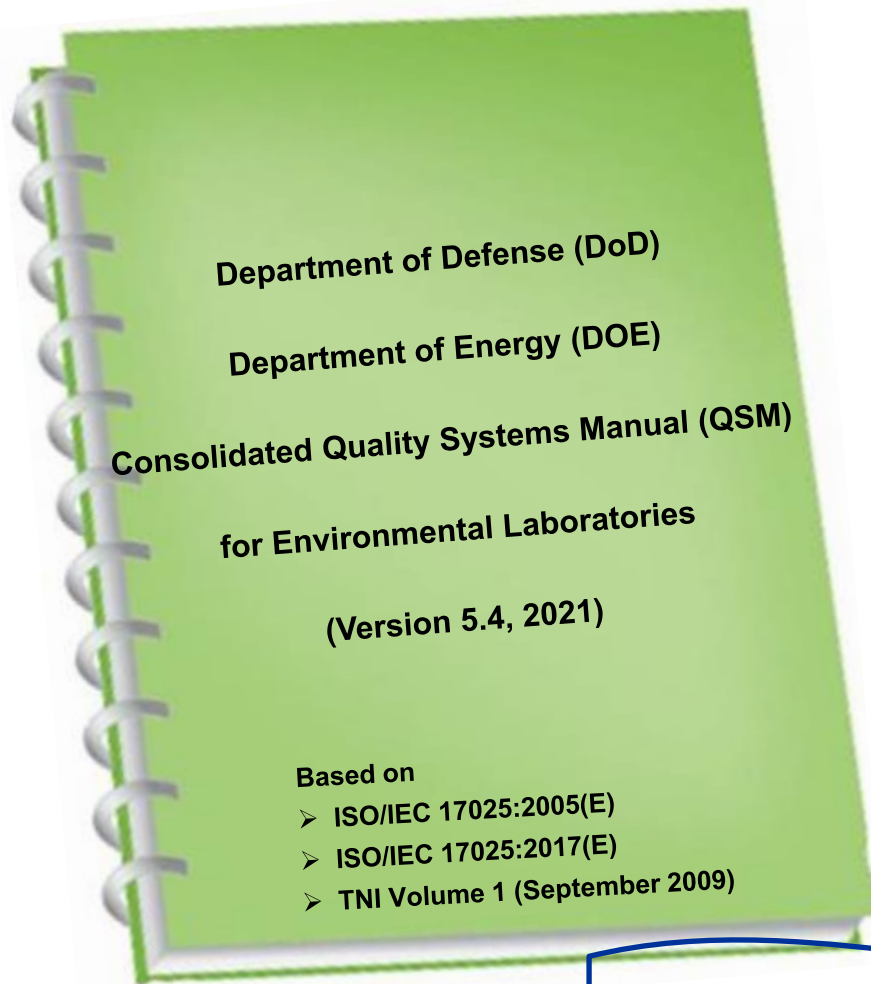 Department of Defense (DoD)
Department of Energy (DOE)
Consolidated Quality Systems Manual (QSM)
for Environmental Laboratories
(Version 5.4, 2021)
Based on
➢ ISO/IEC 17025:2005(E)
➢ ISO/IEC 17025:2017(E)
➢ TNI Volume 1 (September 2009)